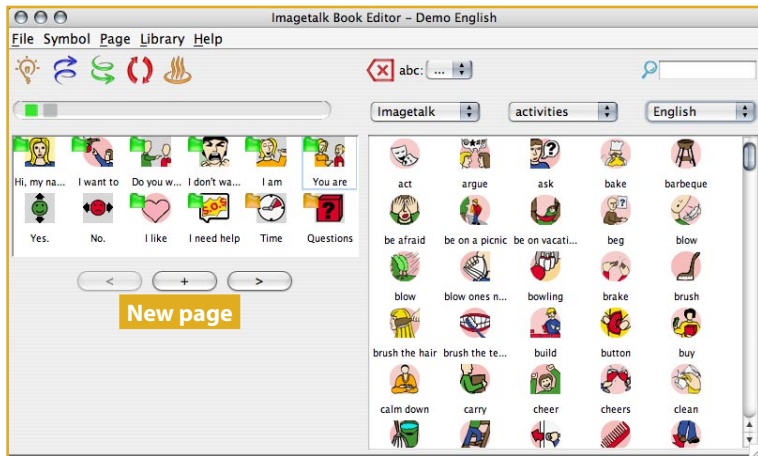 Imagetalk Book Editor – Demo English
File Symbol Page Library Help
abc: ...
Imagetalk activities English
Hi, my na... I want to Do you w... I don't wa... I am You are
Yes. No. I like I need help Time Questions
S.O.S
?
< + >
New page
act argue ask bake barbeque
be afraid be on a picnic be on vacati... beg blow
blow blow ones n... bowling brake brush
brush the hair brush the te... build button buy
calm down carry cheer cheers clean